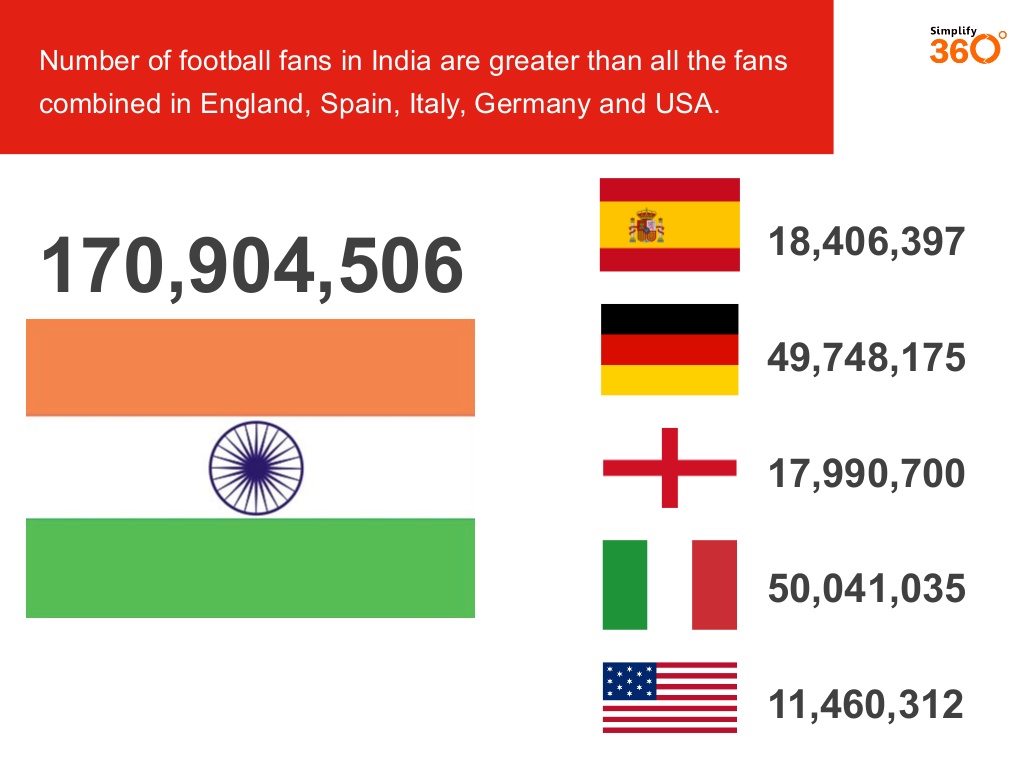 Number of football fans in India are greater than all the fans
combined in England, Spain, Italy, Germany and USA.
Simplify
360°
170,904,506
18,406,397
49,748,175
17,990,700
50,041,035
11,460,312